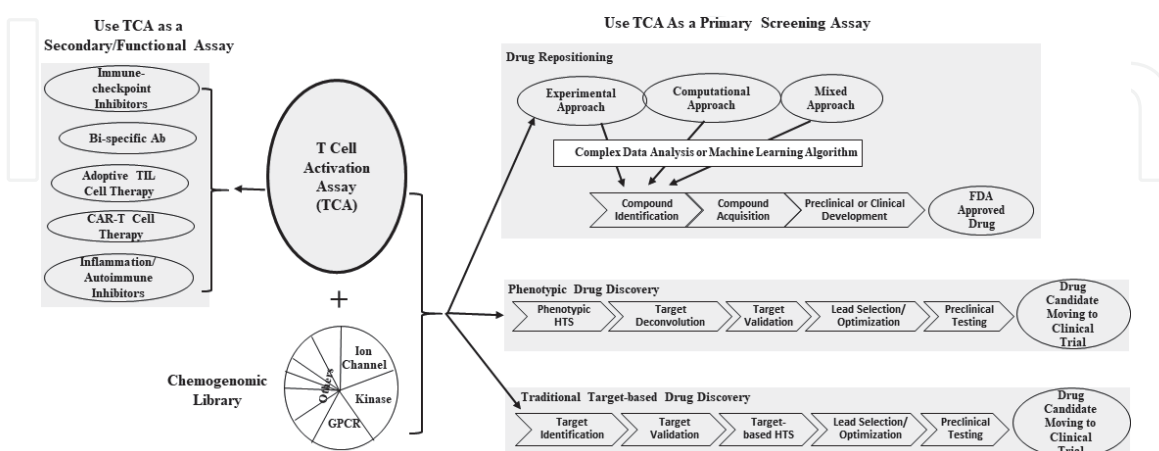 Use TCA as a
Secondary/Functional Assay
Immune-
checkpoint
Inhibitors
Bi-specific Ab
Adoptive TIL
Cell Therapy
CAR-T Cell
Therapy
Inflammation/
Autoimmune
Inhibitors
T Cell
Activation
Assay
(TCA)
+
Chemogenomic
Library
Ion
Channel
Kinase
GPCR
Others
Use TCA As a Primary Screening Assay
Drug Repositioning
Experimental
Approach
Computational
Approach
Mixed
Approach
Complex Data Analysis or Machine Learning Algorithm
Compound
Identification
Compound
Acquisition
Preclinical or Clinical
Development
FDA
Approved
Drug
Phenotypic Drug Discovery
Phenotypic
HTS
Target
Deconvolution
Target
Validation
Lead Selection/
Optimization
Preclinical
Testing
Drug
Candidate
Moving to
Clinical
Trial
Traditional Target-based Drug Discovery
Target
Identification
Target
Validation
Target-
based HTS
Lead Selection/
Optimization
Preclinical
Testing
Drug
Candidate
Moving to
Clinical
Trial